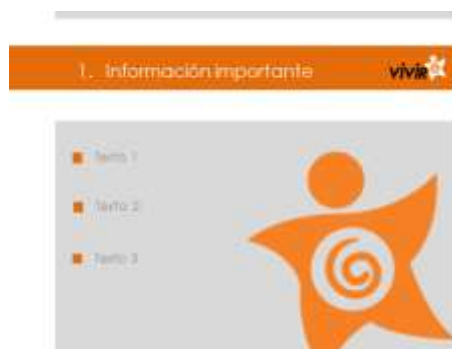 1. Información importante
vivir
Texto 1
Texto 2
Texto 3